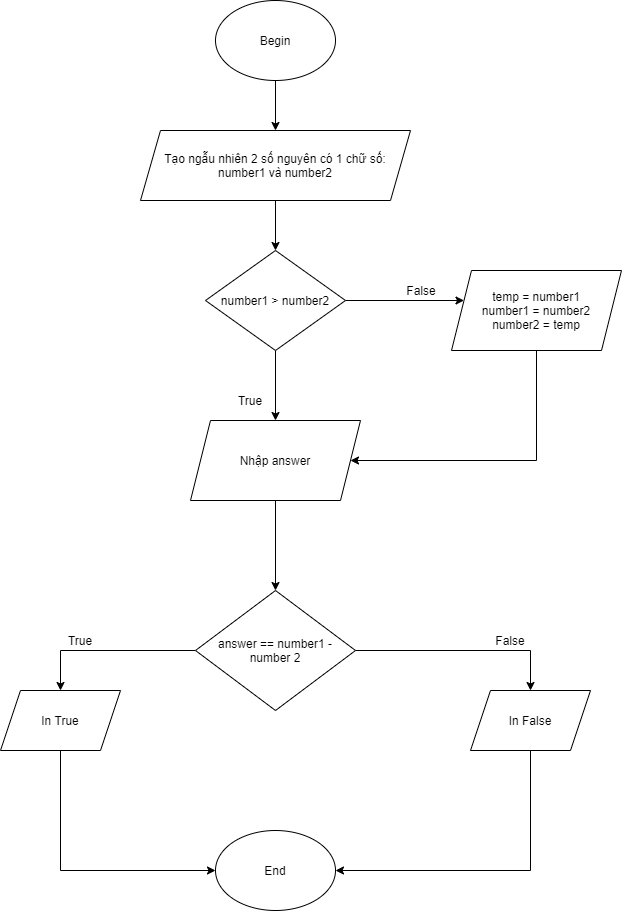 Begin
Tạo ngẫu nhiên 2 số nguyên có 1 chữ số:
number1 và number2
number1 > number2
False
temp = number1
number1 = number2
number2 = temp
True
Nhập answer
answer == number1 -
number 2
True
False
In True
In False
End